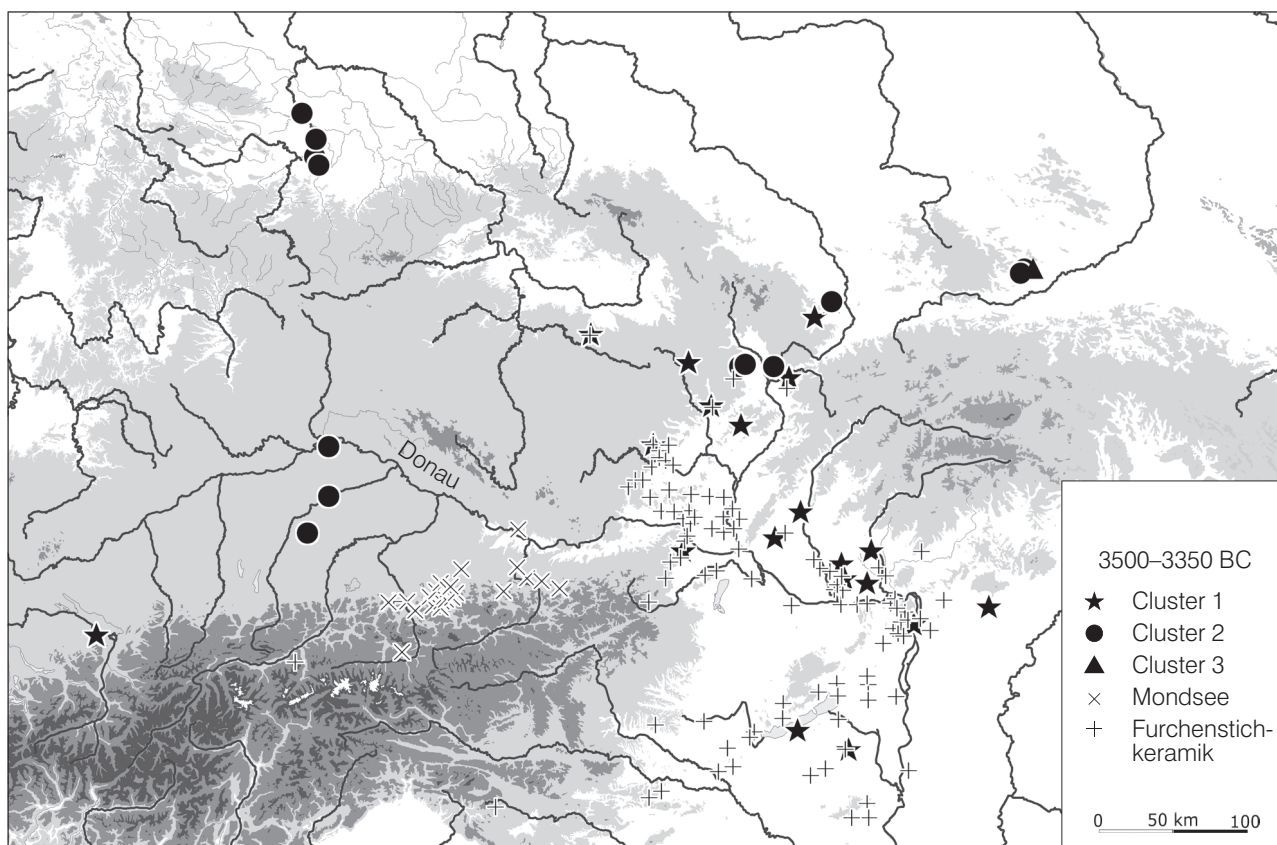 Donau
3500–3350 BC
Cluster 1
Cluster 2
Cluster 3
Mondsee
Furchenstich-
keramik
0 50 km 100